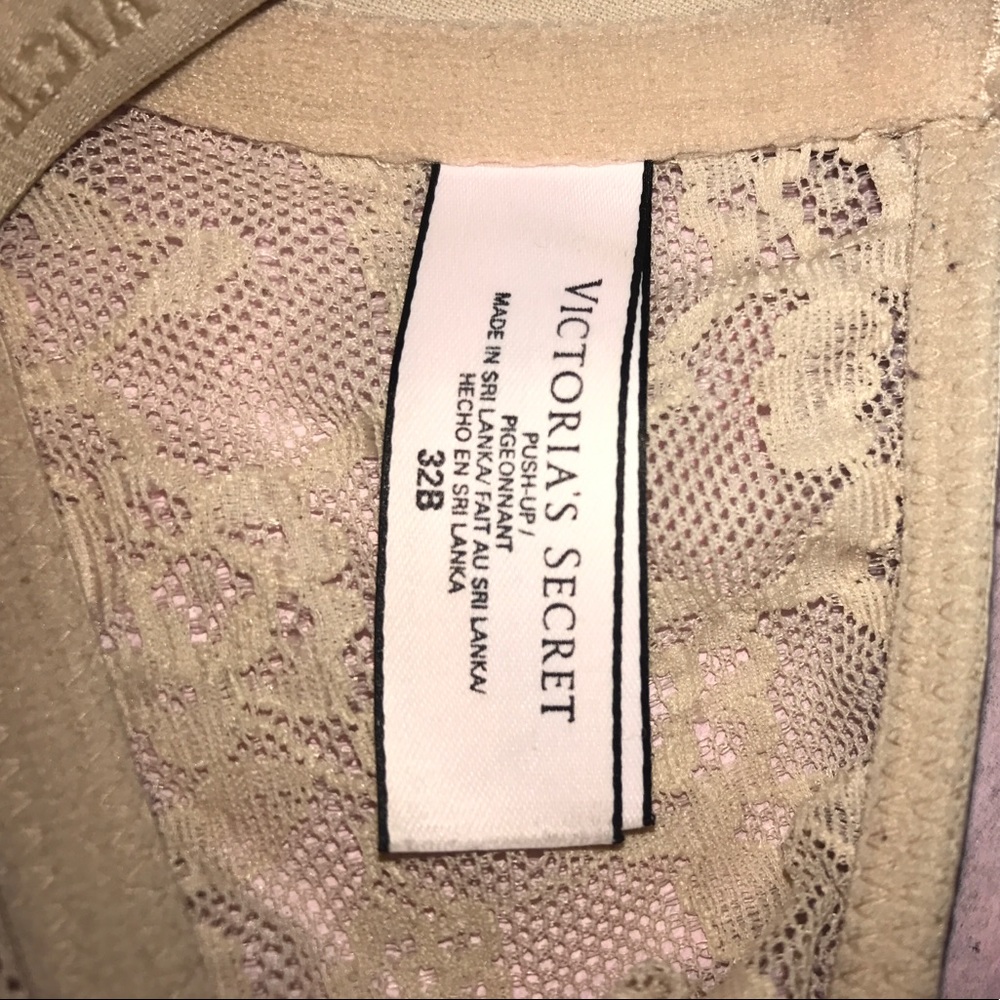 VICTORIA'S SECRET
PUSH-UP /
PIGEONNANT
MADE IN SRI LANKA/ FAIT AU SRI LANKA/
HECHO EN SRI LANKA
32B